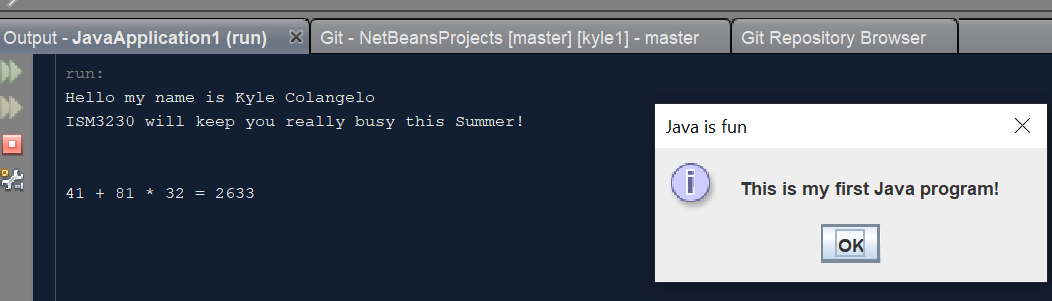 Output - JavaApplication1 (run)
Git - NetBeansProjects [master] [kyle1] - master
Git Repository Browser
run:
Hello my name is Kyle Colangelo
ISM3230 will keep you really busy this Summer!
41 + 81 * 32 = 2633
Java is fun
This is my first Java program!
OK